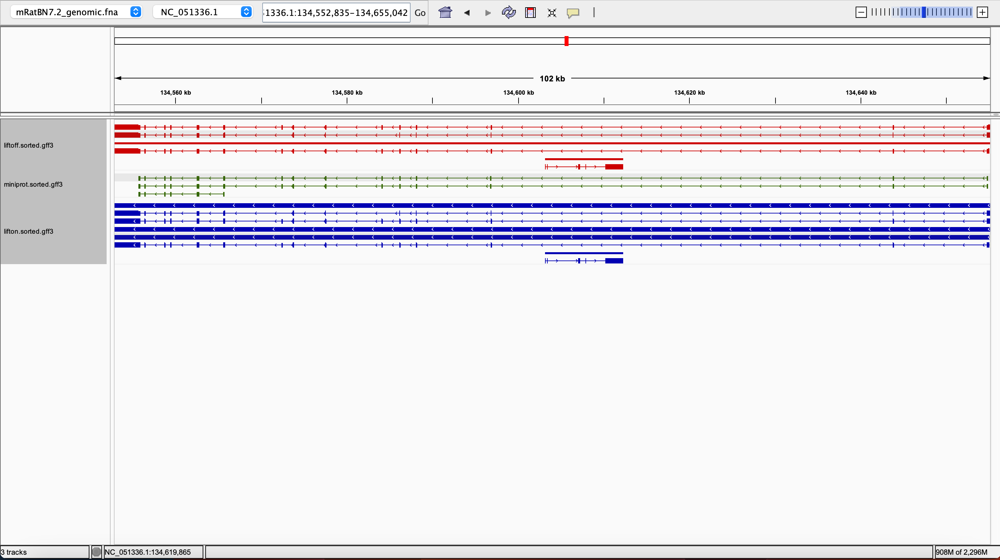 mRatBN7.2_genomic.fna NC_051336.1 1336.1:134,552,835-134,655,042 Go
102 kb
134,560 kb 134,580 kb 134,600 kb 134,620 kb 134,640 kb
liftoff.sorted.gff3
miniprot.sorted.gff3
lifton.sorted.gff3
3 tracks NC_051336.1:134,619,865 908M of 2,296M